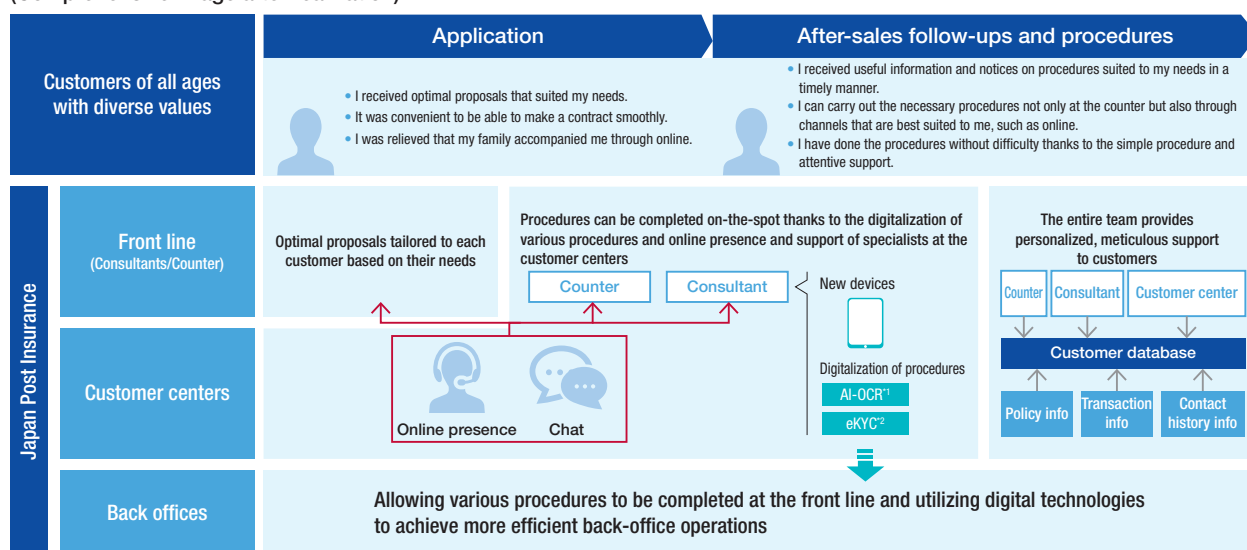 Application
After-sales follow-ups and procedures
Customers of all ages
with diverse values
• I received optimal proposals that suited my needs.
• It was convenient to be able to make a contract smoothly.
• I was relieved that my family accompanied me through online.
• I received useful information and notices on procedures suited to my needs in a
timely manner.
• I can carry out the necessary procedures not only at the counter but also through
channels that are best suited to me, such as online.
• I have done the procedures without difficulty thanks to the simple procedure and
attentive support.
Japan Post Insurance
Front line
(Consultants/Counter)
Optimal proposals tailored to each
customer based on their needs
Procedures can be completed on-the-spot thanks to the digitalization of
various procedures and online presence and support of specialists at the
customer centers
Counter
Consultant
New devices
The entire team provides
personalized, meticulous support
to customers
Counter
Consultant
Customer center
Customer database
Policy info
Transaction
info
Contact
history info
Customer centers
Online presence
Chat
Digitalization of procedures
AI-OCR*1
eKYC*2
Back offices
Allowing various procedures to be completed at the front line and utilizing digital technologies
to achieve more efficient back-office operations